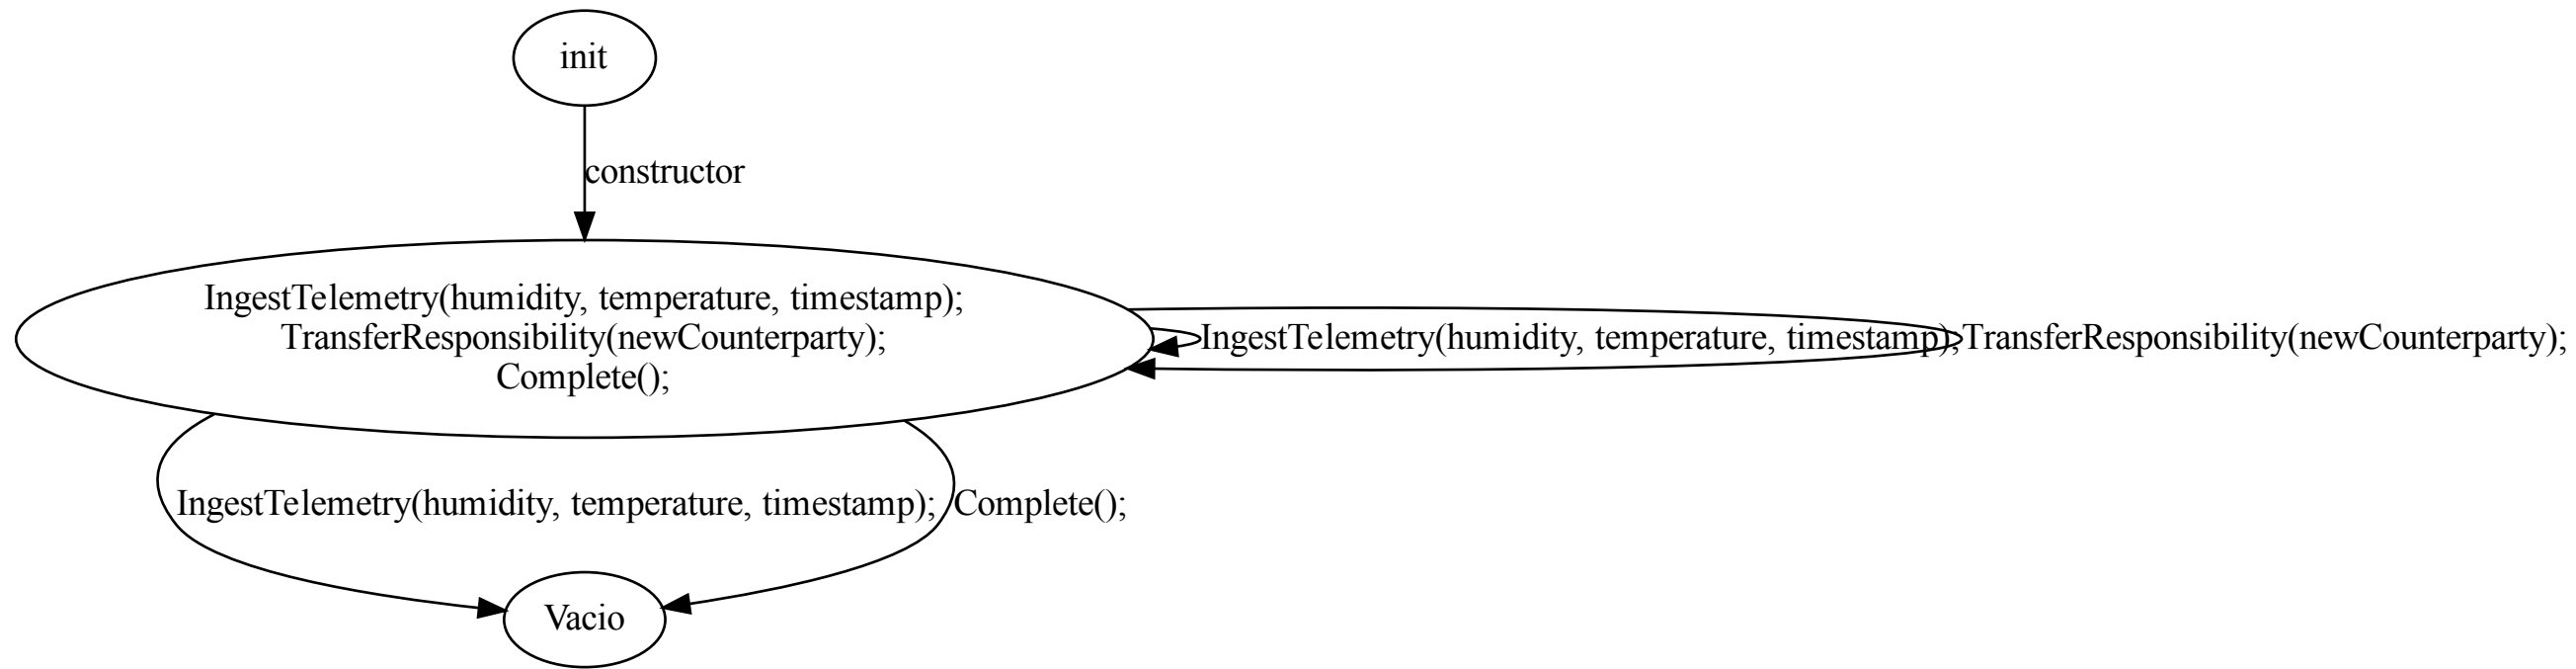 init
constructor
IngestTelemetry(humidity, temperature, timestamp);
TransferResponsibility(newCounterparty);
Complete();
IngestTelemetry(humidity, temperature, timestamp);
TransferResponsibility(newCounterparty);
IngestTelemetry(humidity, temperature, timestamp);
Complete();
Vacio